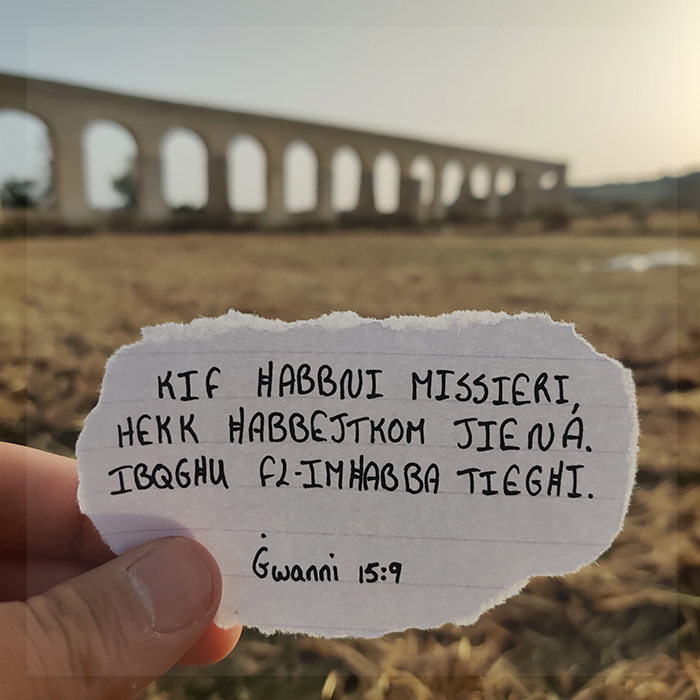 KIF ĦABBNI MISSIERI,
HEKK ĦABBEJTKOM JIENA.
IBQGĦU FL-IMĦABBA TIEGĦI.
Ġwanni 15:9